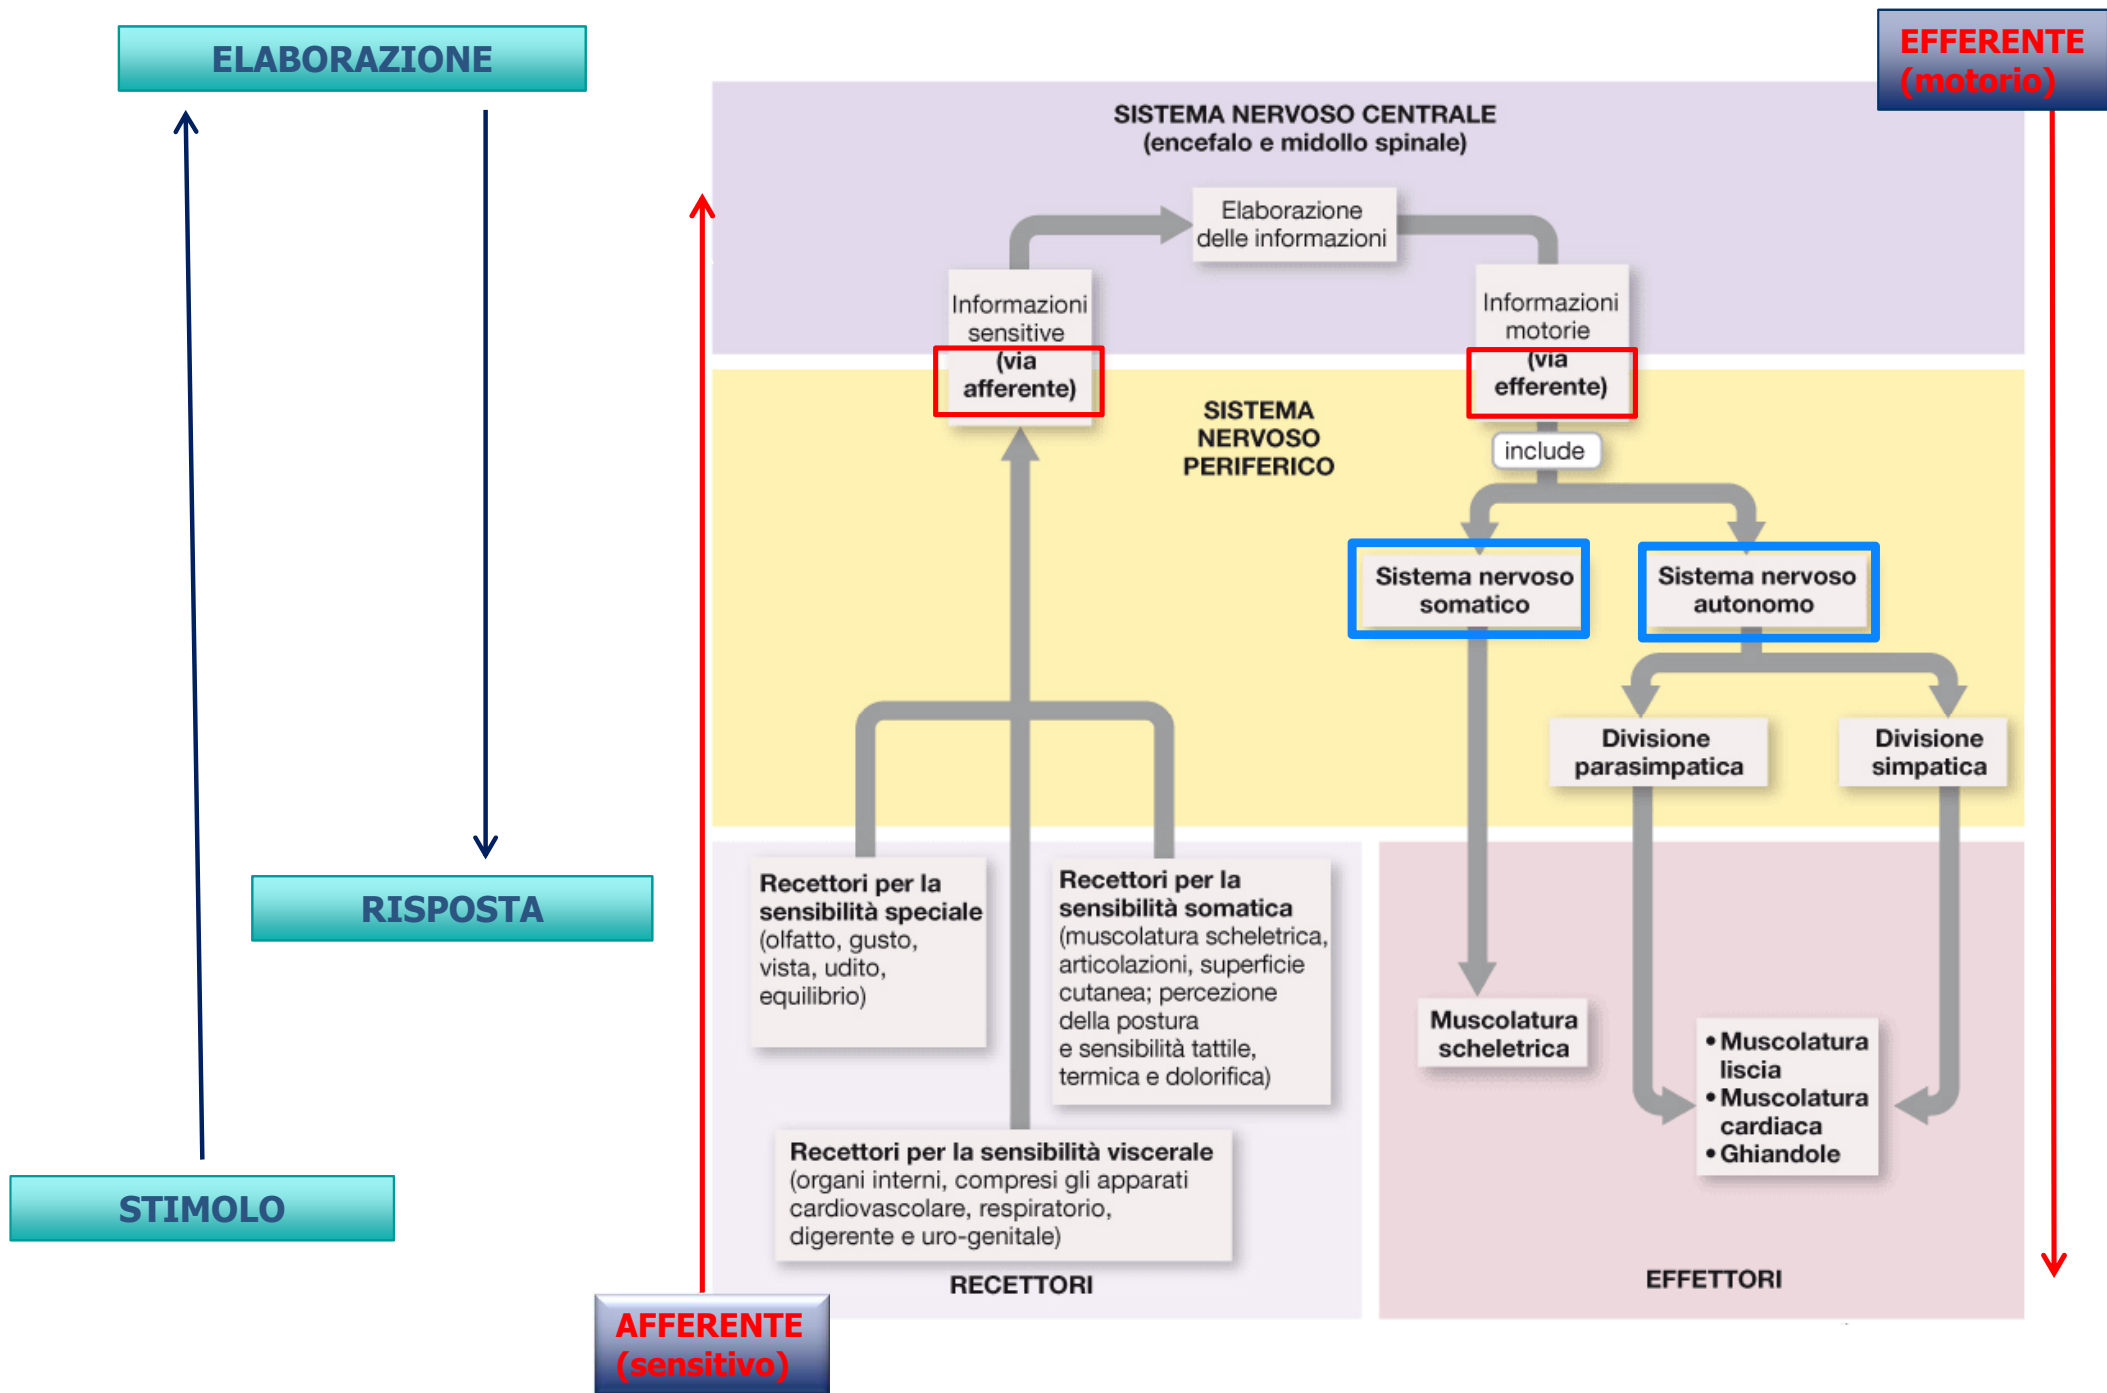 ELABORAZIONE
EFFERENTE
(motorio)
SISTEMA NERVOSO CENTRALE
(encefalo e midollo spinale)
Elaborazione
delle informazioni
Informazioni
sensitive
(via
afferente)
Informazioni
motorie
(via
efferente)
SISTEMA
NERVOSO
PERIFERICO
include
Sistema nervoso
somatico
Sistema nervoso
autonomo
Divisione
parasimpatica
Divisione
simpatica
RISPOSTA
Recettori per la
sensibilità speciale
(olfatto, gusto,
vista, udito,
equilibrio)
Recettori per la
sensibilità somatica
(muscolatura scheletrica,
articolazioni, superficie
cutanea; percezione
della postura
e sensibilità tattile,
termica e dolorifica)
Muscolatura
scheletrica
• Muscolatura
liscia
• Muscolatura
cardiaca
• Ghiandole
Recettori per la sensibilità viscerale
(organi interni, compresi gli apparati
cardiovascolare, respiratorio,
digerente e uro-genitale)
STIMOLO
RECETTORI
EFFETTORI
AFFERENTE
(sensitivo)